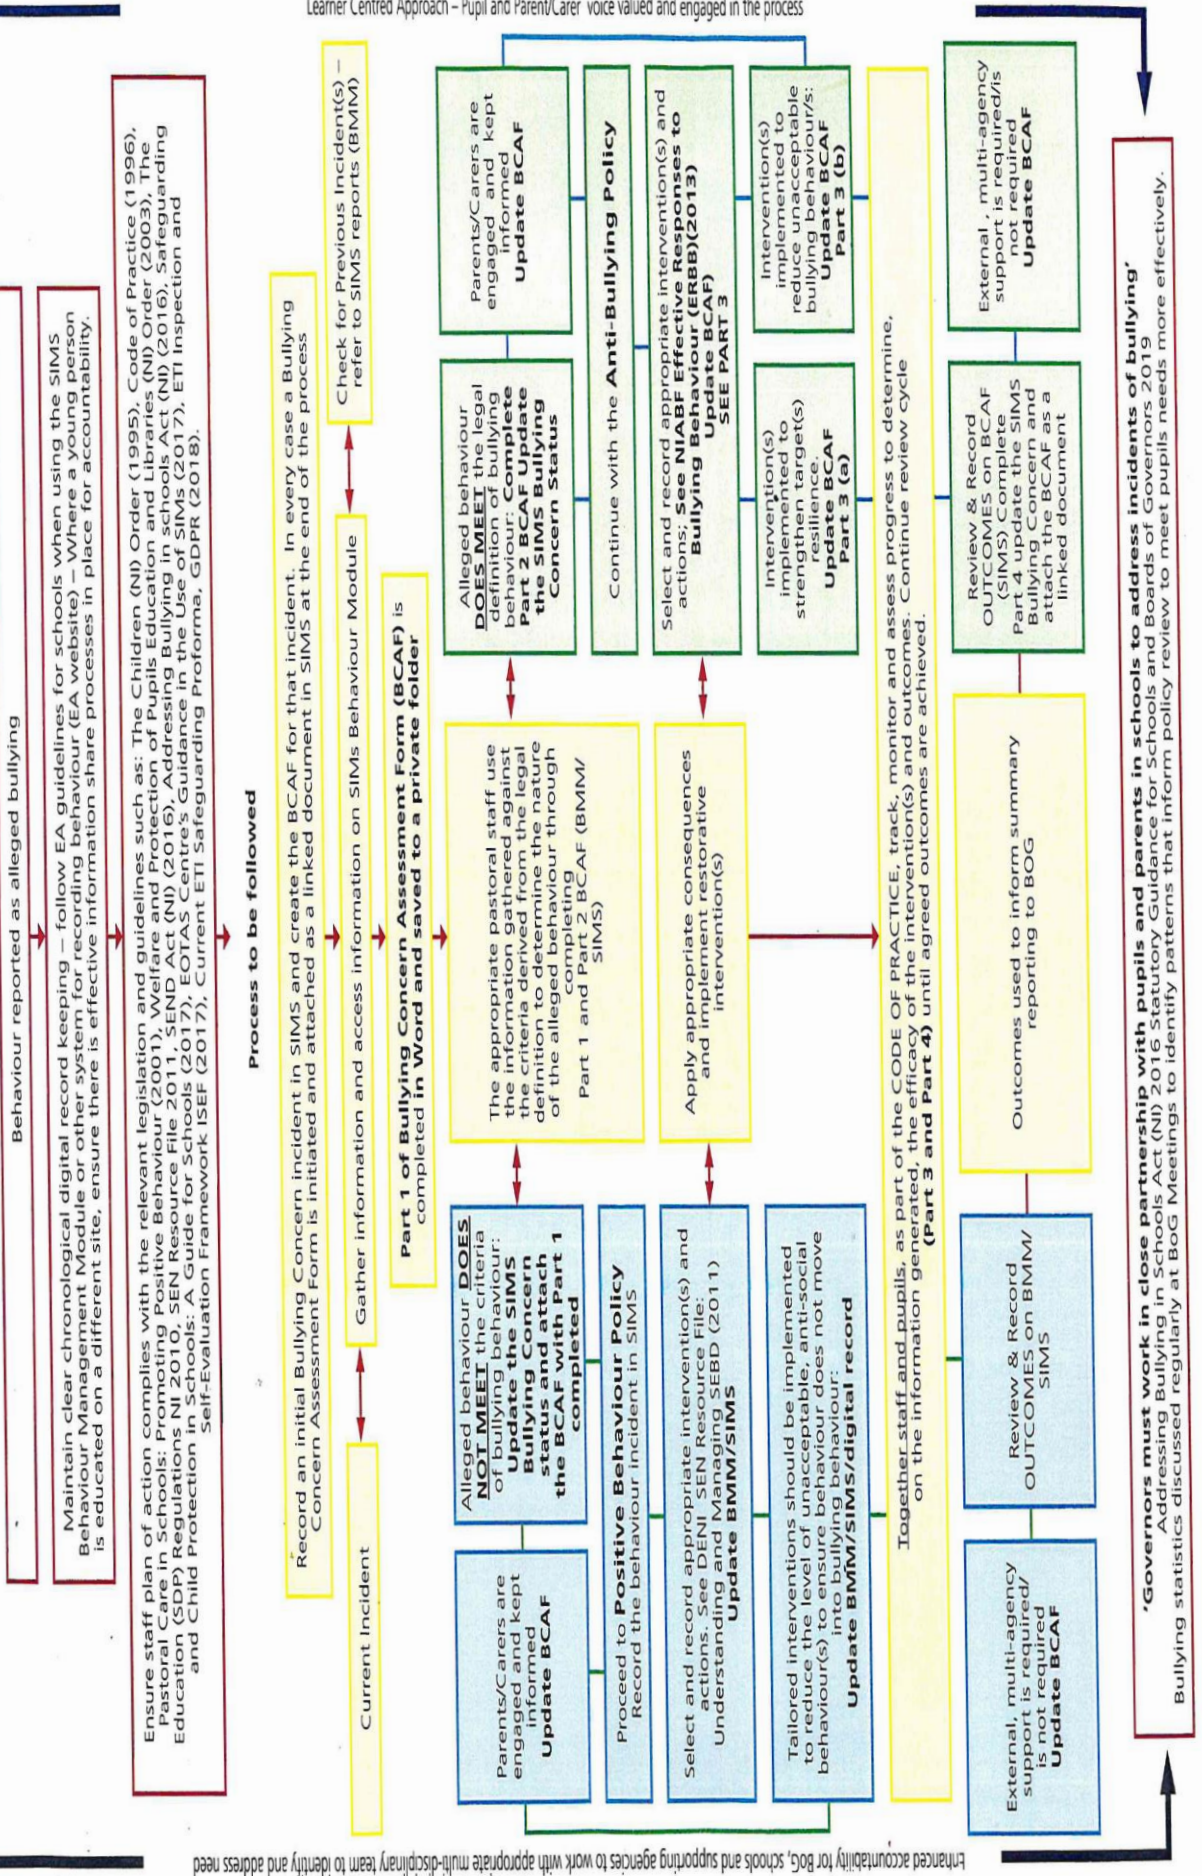 Learner Centred Approach – Pupil and Parent/Carer voice valued and engaged in the process
Behaviour reported as alleged bullying
Maintain clear chronological digital record keeping – follow EA guidelines for schools when using the SIMS
Behaviour Management Module or other system for recording behaviour (EA website) – Where a young person
is educated on a different site, ensure there is effective information share processes in place for accountability.
Ensure staff plan of action complies with the relevant legislation and guidelines such as: The Children (NI) Order (1995), Code of Practice (1996),
Pastoral Care in Schools: Promoting Positive Behaviour (2001), Welfare and Protection of Pupils Education and Libraries (NI) Order (2003), The
Education (SDP) Regulations NI 2010, SEN Resource File 2011, SEND Act (NI) (2016), Addressing Bullying in schools Act (NI) (2016), Safeguarding
and Child Protection in Schools: A Guide for Schools (2017), EOTAS Centre's Guidance in the Use of SIMs (2017), ETI Inspection and
Self-Evaluation Framework ISEF (2017), Current ETI Safeguarding Proforma, GDPR (2018).
Process to be followed
Record an initial Bullying Concern incident in SIMS and create the BCAF for that incident. In every case a Bullying
Concern Assessment Form is initiated and attached as a linked document in SIMS at the end of the process
Current Incident
Gather information and access information on SIMs Behaviour Module
Check for Previous Incident(s) –
refer to SIMS reports (BMM)
Part 1 of Bullying Concern Assessment Form (BCAF) is
completed in Word and saved to a private folder
Parents/Carers are
engaged and kept
informed
Update BCAF
Alleged behaviour DOES
NOT MEET the criteria
of bullying behaviour:
Update the SIMS
Bullying Concern
status and attach
the BCAF with Part 1
completed
The appropriate pastoral staff use
the information gathered against
the criteria derived from the legal
definition to determine the nature
of the alleged behaviour through
completing
Part 1 and Part 2 BCAF (BMM/
SIMS)
Alleged behaviour
DOES MEET the legal
definition of bullying
behaviour: Complete
Part 2 BCAF Update
the SIMS Bullying
Concern Status
Parents/Carers are
engaged and kept
informed
Update BCAF
Proceed to Positive Behaviour Policy
Record the behaviour incident in SIMS
Continue with the Anti-Bullying Policy
Select and record appropriate intervention(s) and
actions. See DENI SEN Resource File:
Understanding and Managing SEBD (2011)
Update BMM/SIMS
Apply appropriate consequences
and implement restorative
intervention(s)
Select and record appropriate intervention(s) and
actions; See NIABF Effective Responses to
Bullying Behaviour (ERBB)(2013)
Update BCAF)
SEE PART 3
Tailored interventions should be implemented
to reduce the level of unacceptable, anti-social
behaviour(s) to ensure behaviour does not move
into bullying behaviour:
Update BMM/SIMS/digital record
Intervention(s)
implemented to
strengthen target(s)
resilience.
Update BCAF
Part 3 (a)
Intervention(s)
implemented to
reduce unacceptable
bullying behaviour/s:
Update BCAF
Part 3 (b)
Together staff and pupils, as part of the CODE OF PRACTICE, track, monitor and assess progress to determine,
on the information generated, the efficacy of the intervention(s) and outcomes. Continue review cycle
(Part 3 and Part 4) until agreed outcomes are achieved.
External, multi-agency
support is required/
is not required
Update BCAF
Review & Record
OUTCOMES ON BMM/
SIMS
Outcomes used to inform summary
reporting to BOG
Review & Record
OUTCOMES ON BCAF
(SIMS) Complete
Part 4 update the SIMS
Bullying Concern and
attach the BCAF as a
linked document
External , multi-agency
support is required/is
not required
Update BCAF
'Governors must work in close partnership with pupils and parents in schools to address incidents of bullying'
Addressing Bullying in Schools Act (NI) 2016 Statutory Guidance for Schools and Boards of Governors 2019
Bullying statistics discussed regularly at BoG Meetings to identify patterns that inform policy review to meet pupils needs more effectively.
Enhanced accountability for BoG, schools and supporting agencies to work with appropriate multi-disciplinary team to identify and address need